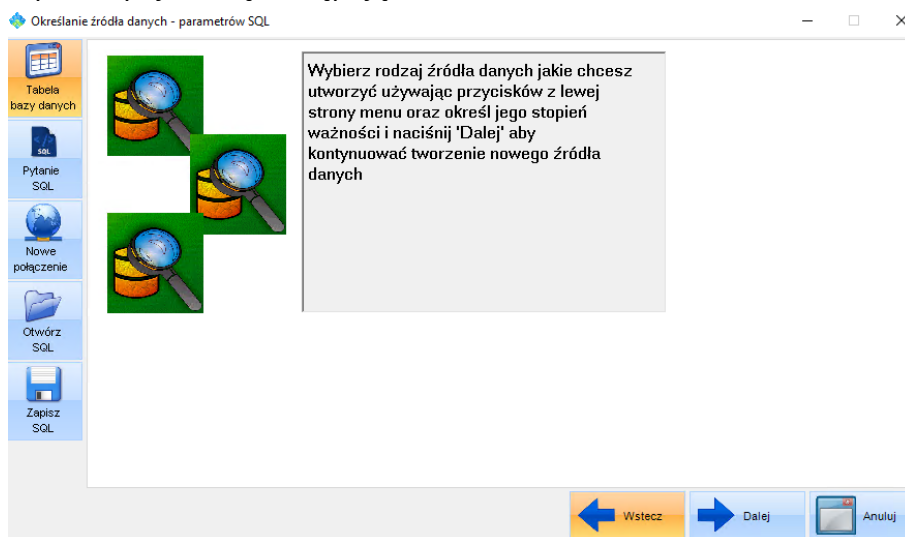 Określanie źródła danych - parametrów SQL
Tabela
bazy danych
SQL
Pytanie
SQL
Nowe
połączenie
Otwórz
SQL
Zapisz
SQL
Wybierz rodzaj źródła danych jakie chcesz
utworzyć używając przycisków z lewej
strony menu oraz określ jego stopień
ważności i naciśnij 'Dalej' aby
kontynuować tworzenie nowego źródła
danych
Wstecz
Dalej
Anuluj